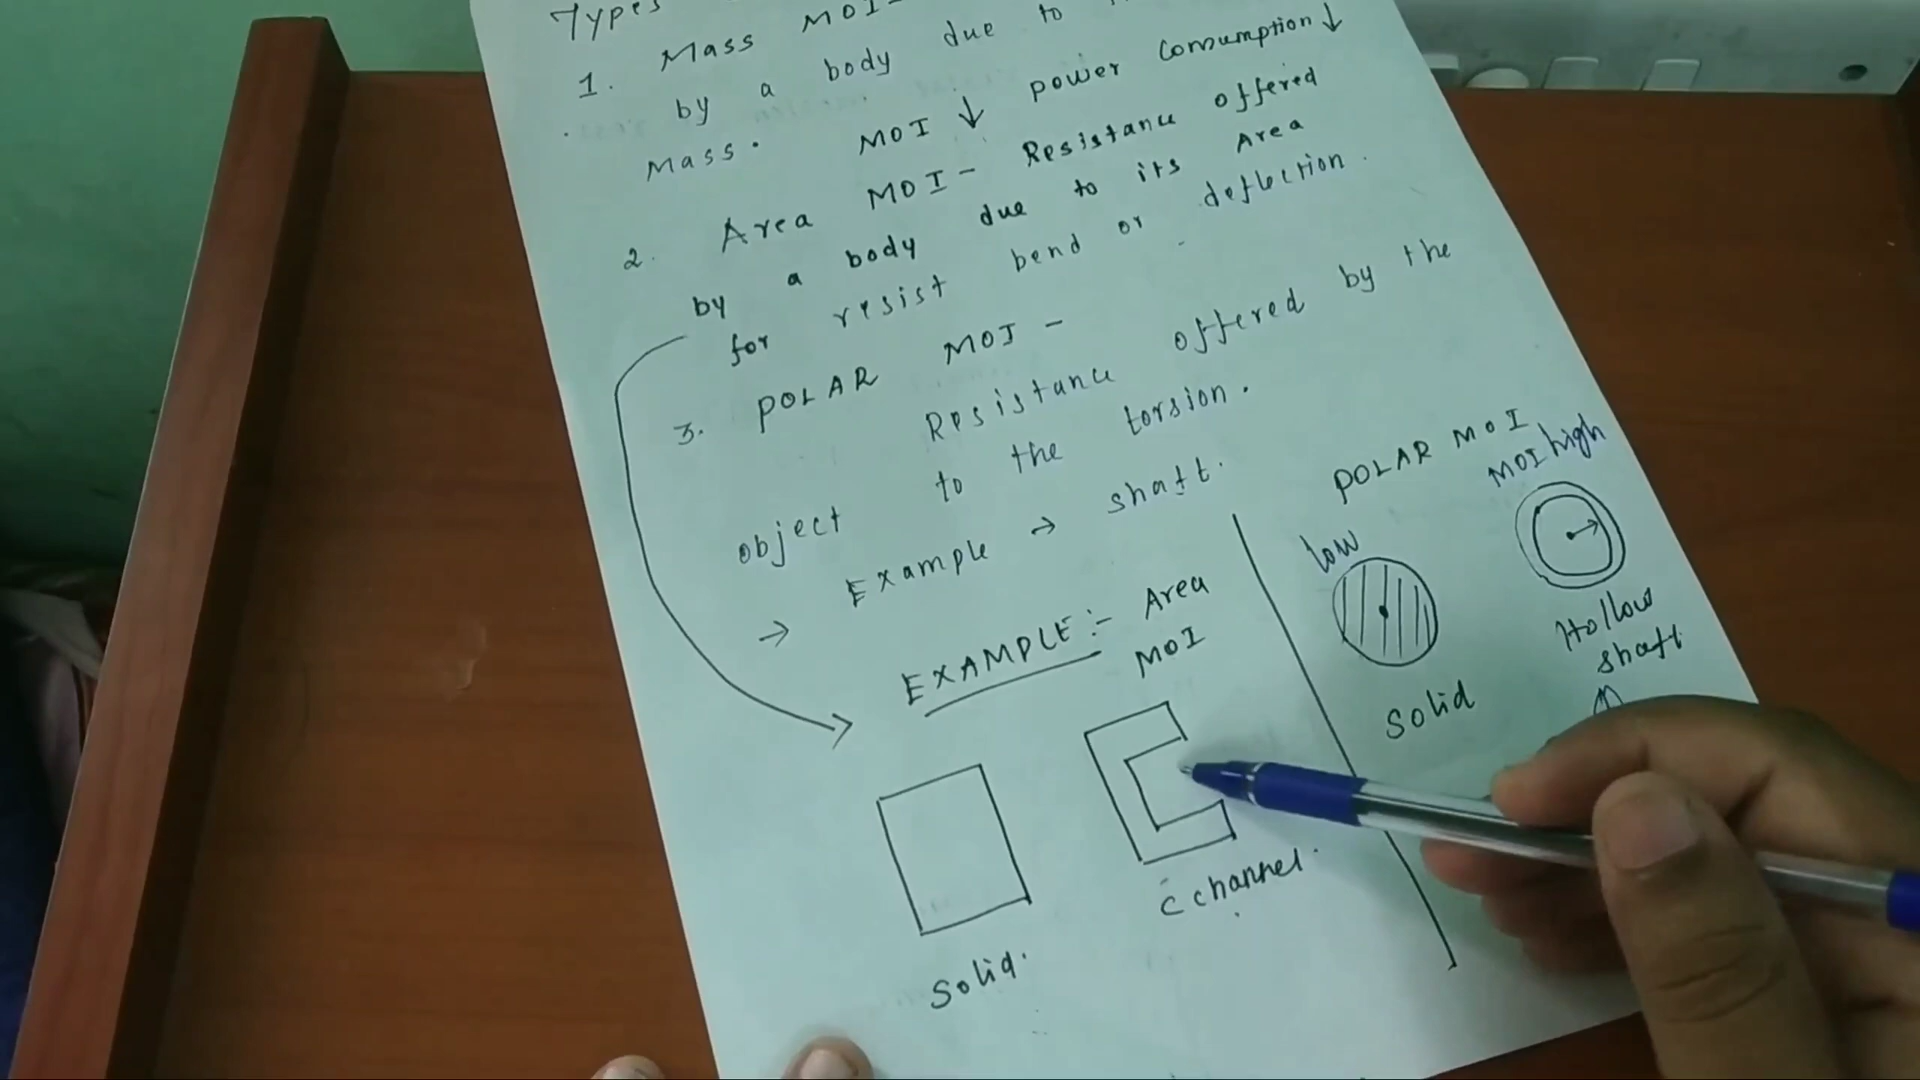 Types
1. Mass MOI-
by a body due to
Mass. MOI ↓ power consumption ↓
2. Area MOI- Resistance offered
by a body due to its Area
for resist bend or deflection.
3. POLAR MOI -
Resistance offered by the
object to the torsion.
→ Example → shaft.
EXAMPLE:- Area
MOI
Solid.
C channel.
POLAR MOI
low
MOI high
Solid
Hollow
shaft